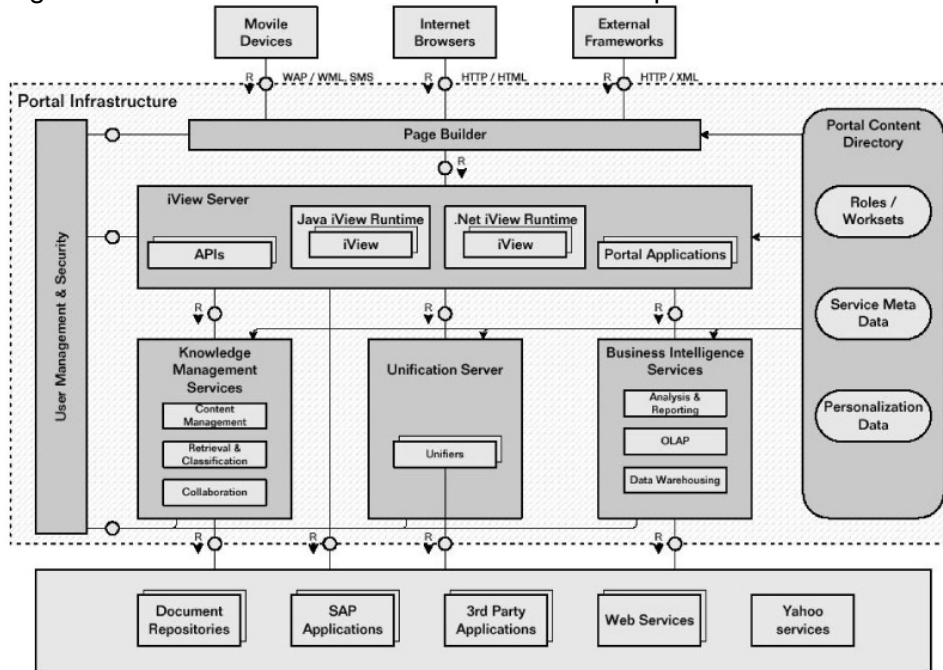 Movile
Devices
Internet
Browsers
External
Frameworks
R
WAP / WML, SMS
R
HTTP / HTML
R
HTTP / XML
Portal Infrastructure
Page Builder
Portal Content
Directory
R
iView Server
Java iView Runtime
.Net iView Runtime
iView
iView
APIs
Portal Applications
Roles /
Worksets
User Management & Security
R
R
R
Service Meta
Data
Knowledge
Management
Services
Content
Management
Retrieval &
Classification
Collaboration
Unification Server
Unifiers
Business Intelligence
Services
Analysis &
Reporting
OLAP
Data Warehousing
Personalization
Data
R
R
R
R
Document
Repositories
SAP
Applications
3rd Party
Applications
Web Services
Yahoo
services